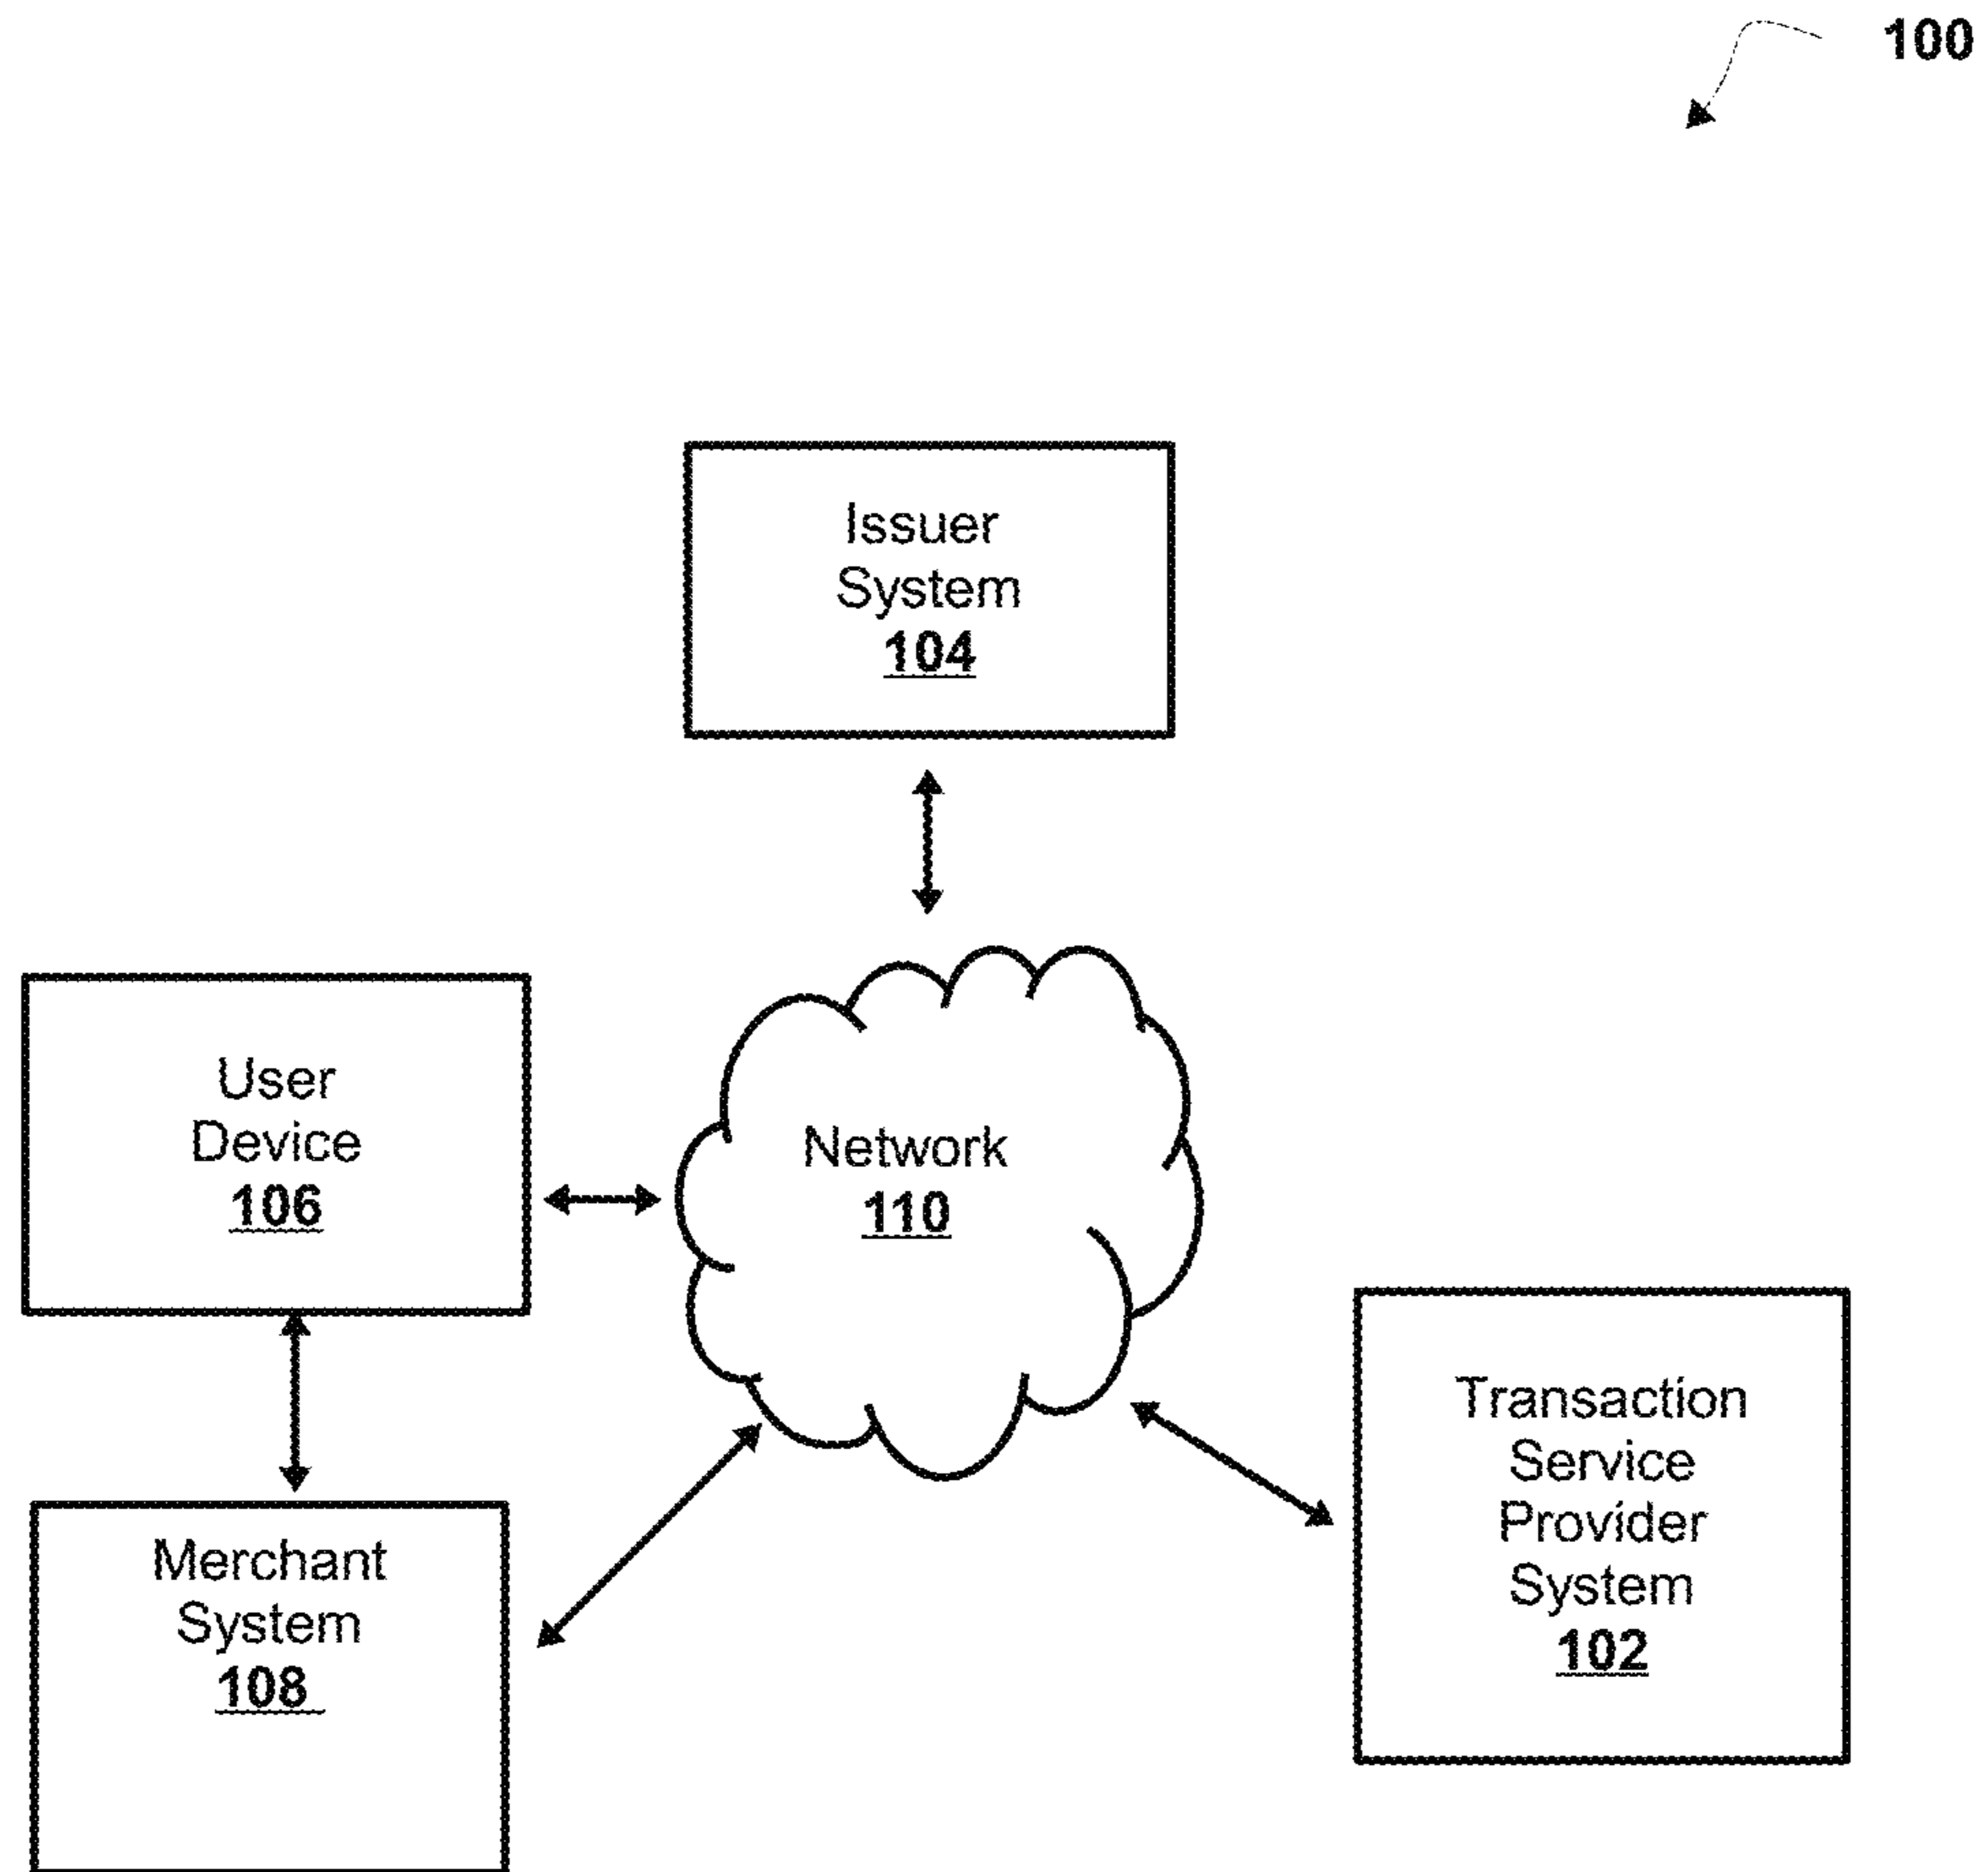 100
Issuer
System
104
User
Device
106
Network
110
Transaction
Service
Provider
System
102
Merchant
System
108